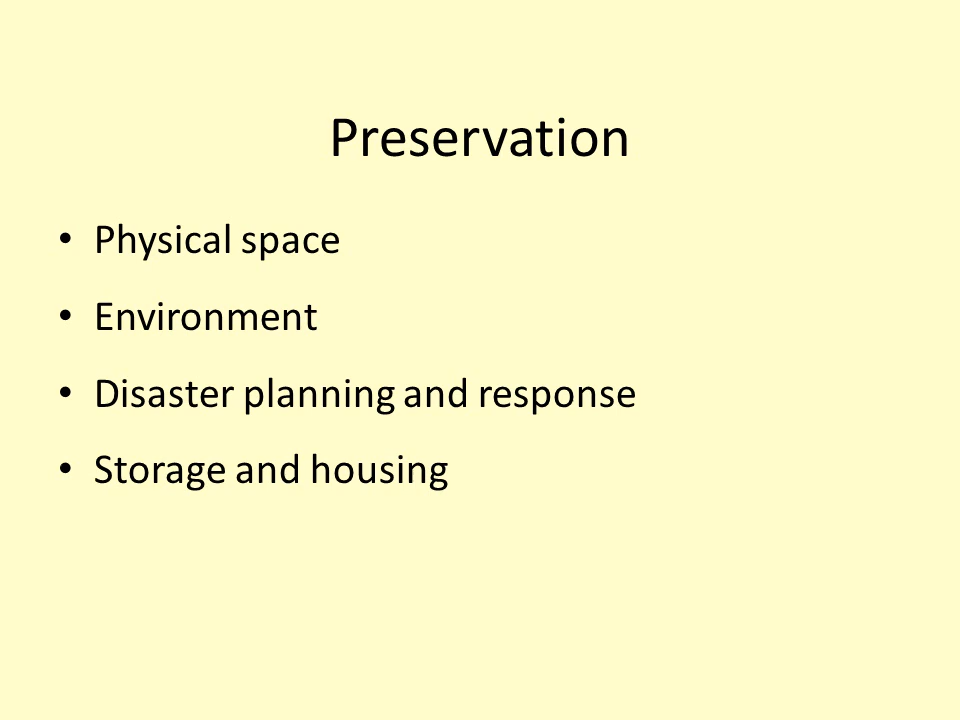 Preservation
• Physical space
• Environment
• Disaster planning and response
• Storage and housing